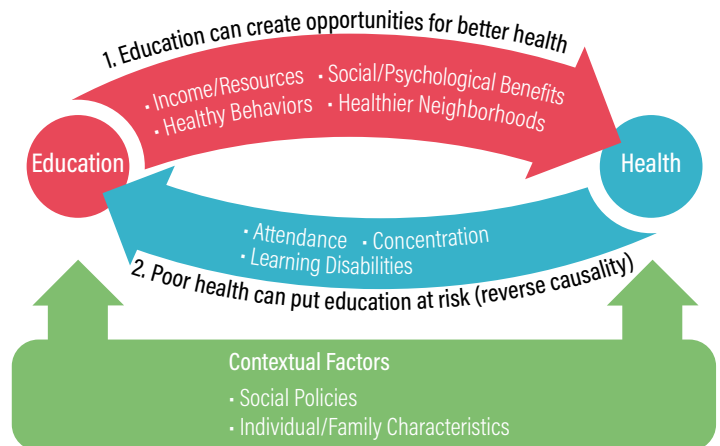 1. Education can create opportunities for better health
· Income/Resources · Social/Psychological Benefits
· Healthy Behaviors · Healthier Neighborhoods
Education
Health
· Attendance · Concentration
· Learning Disabilities
2. Poor health can put education at risk (reverse causality)
Contextual Factors
· Social Policies
· Individual/Family Characteristics